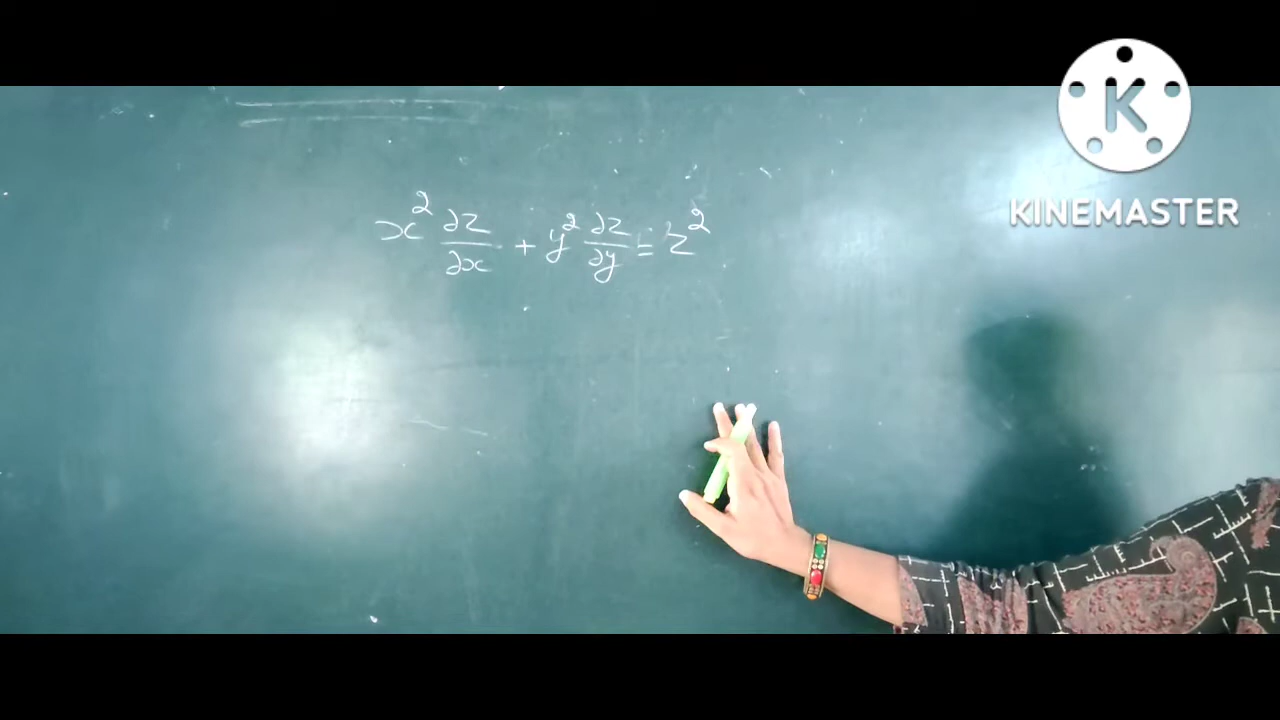 x² ∂z/∂x + y² ∂z/∂y = z²
K
KINEMASTER